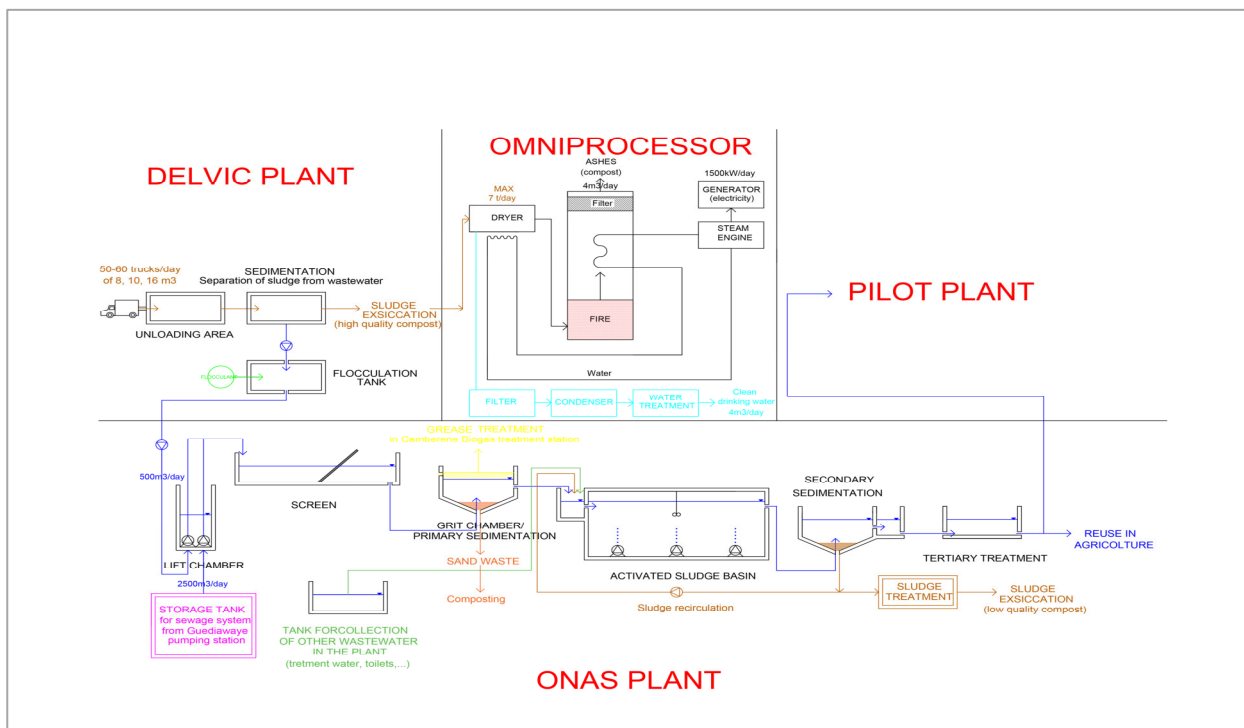 OMNIPROCESSOR
DELVIC PLANT
PILOT PLANT
ONAS PLANT
50-60 trucks/day
of 8, 10, 16 m3
UNLOADING AREA
SEDIMENTATION
Separation of sludge from wastewater
SLUDGE
EXSICCATION
(high quality compost)
FLOCCULANT
FLOCCULATION
TANK
MAX
7 t/day
DRYER
ASHES
(compost)
4m3/day
Filter
FIRE
1500kW/day
GENERATOR
(electricity)
STEAM
ENGINE
Water
FILTER
CONDENSER
WATER
TREATMENT
Clean
drinking water
4m3/day
500m3/day
LIFT CHAMBER
2500m3/day
STORAGE TANK
for sewage system
from Guediawaye
pumping station
SCREEN
GREASE TREATMENT
in Camberene Biogas treatment station
GRIT CHAMBER/
PRIMARY SEDIMENTATION
SAND WASTE
Composting
TANK FORCOLLECTION
OF OTHER WASTEWATER
IN THE PLANT
(tretment water, toilets,...)
ACTIVATED SLUDGE BASIN
Sludge recirculation
SECONDARY
SEDIMENTATION
TERTIARY TREATMENT
REUSE IN
AGRICULTURE
SLUDGE
TREATMENT
SLUDGE
EXSICCATION
(low quality compost)